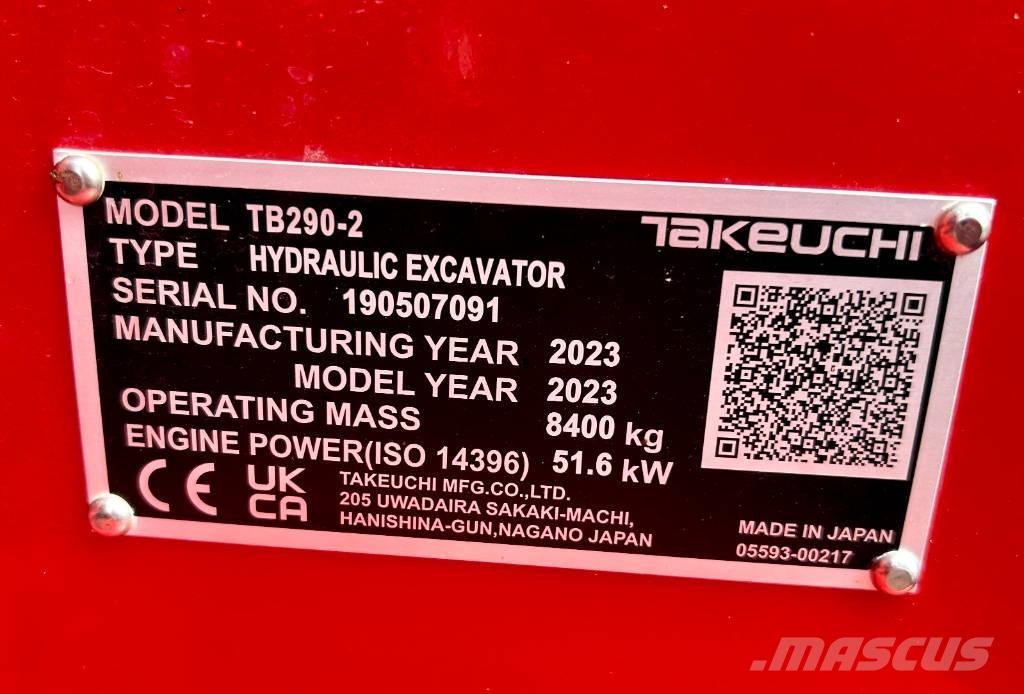 MODEL TB290-2
TAKEUCHI
TYPE HYDRAULIC EXCAVATOR
SERIAL NO. 190507091
MANUFACTURING YEAR 2023
MODEL YEAR 2023
OPERATING MASS 8400 kg
ENGINE POWER(ISO 14396) 51.6 kW
CE UK
CA
TAKEUCHI MFG.CO.,LTD.
205 UWADAIRA SAKAKI-MACHI,
HANISHINA-GUN,NAGANO JAPAN
MADE IN JAPAN
05593-00217
.MASCUS